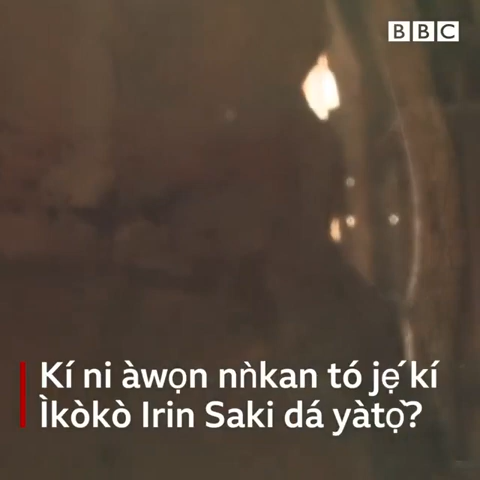 BBC
Kí ni àwọn nǹkan tó jẹ́ kí
Ìkòkò Irin Saki dá yàtọ̀?